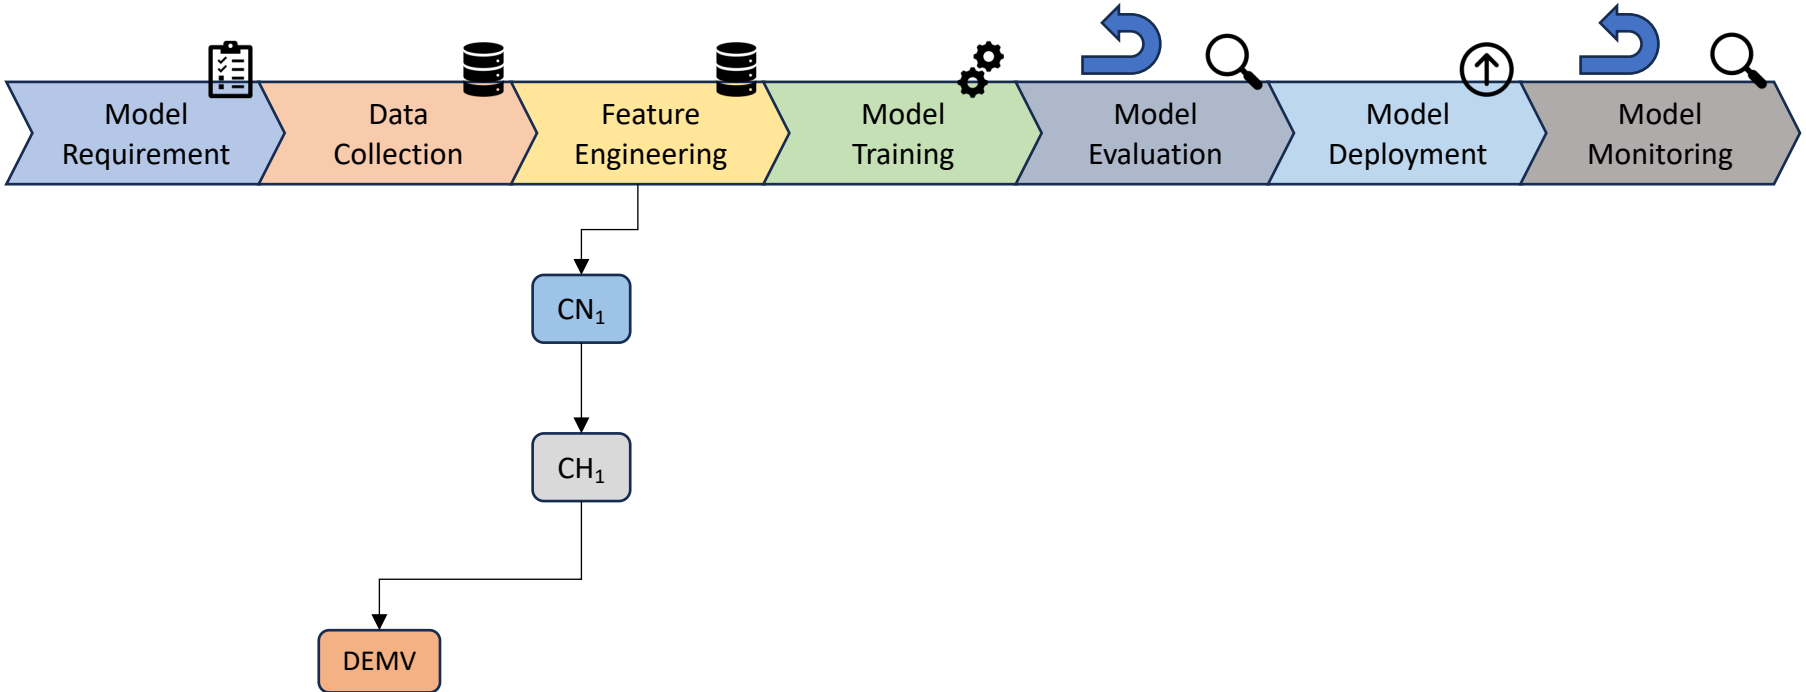 Model
Requirement
Data
Collection
Feature
Engineering
Model
Training
Model
Evaluation
Model
Deployment
Model
Monitoring
CN₁
CH₁
DEMV